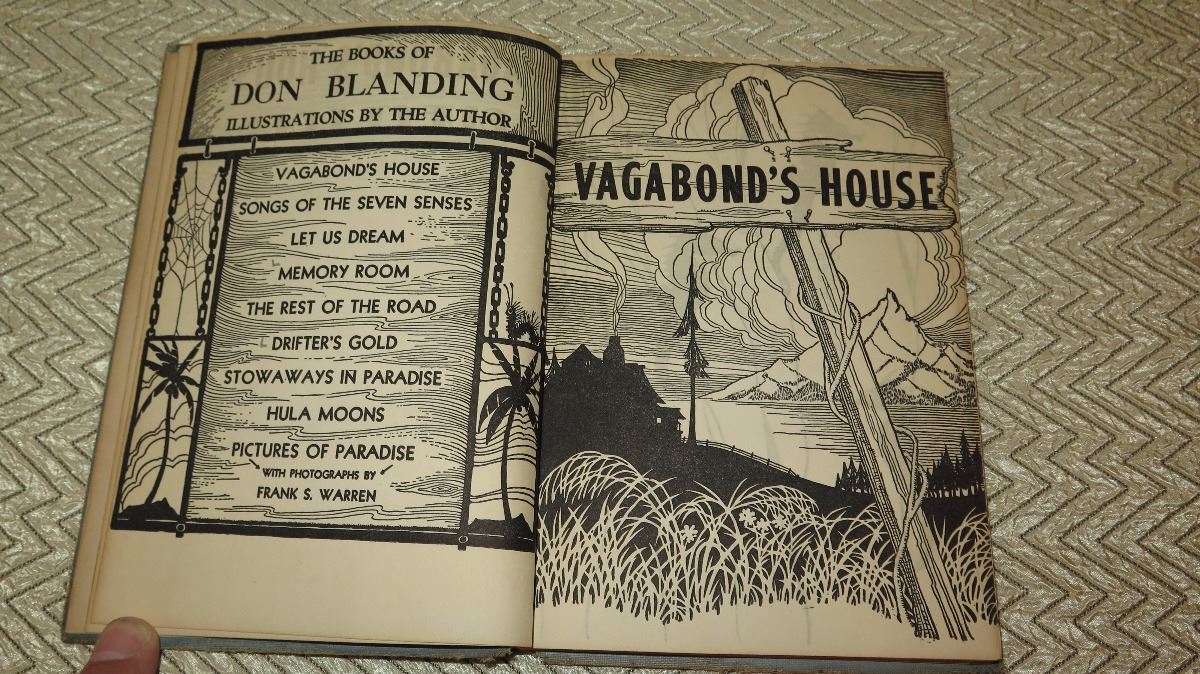 THE BOOKS OF
DON BLANDING
ILLUSTRATIONS BY THE AUTHOR
VAGABOND'S HOUSE
SONGS OF THE SEVEN SENSES
LET US DREAM
MEMORY ROOM
THE REST OF THE ROAD
DRIFTER'S GOLD
STOWAWAYS IN PARADISE
HULA MOONS
PICTURES OF PARADISE
WITH PHOTOGRAPHS BY
FRANK S. WARREN
VAGABOND'S HOUSE